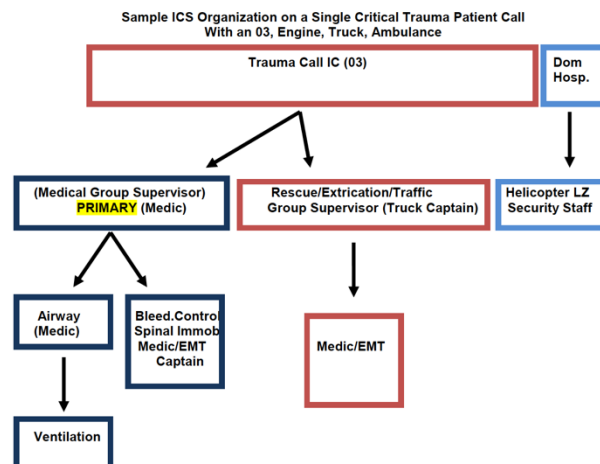 Sample ICS Organization on a Single Critical Trauma Patient Call
With an 03, Engine, Truck, Ambulance
Trauma Call IC (03)
Dom
Hosp.
(Medical Group Supervisor)
PRIMARY (Medic)
Rescue/Extrication/Traffic
Group Supervisor (Truck Captain)
Helicopter LZ
Security Staff
Airway
(Medic)
Bleed.Control
Spinal Immob
Medic/EMT
Captain
Medic/EMT
Ventilation